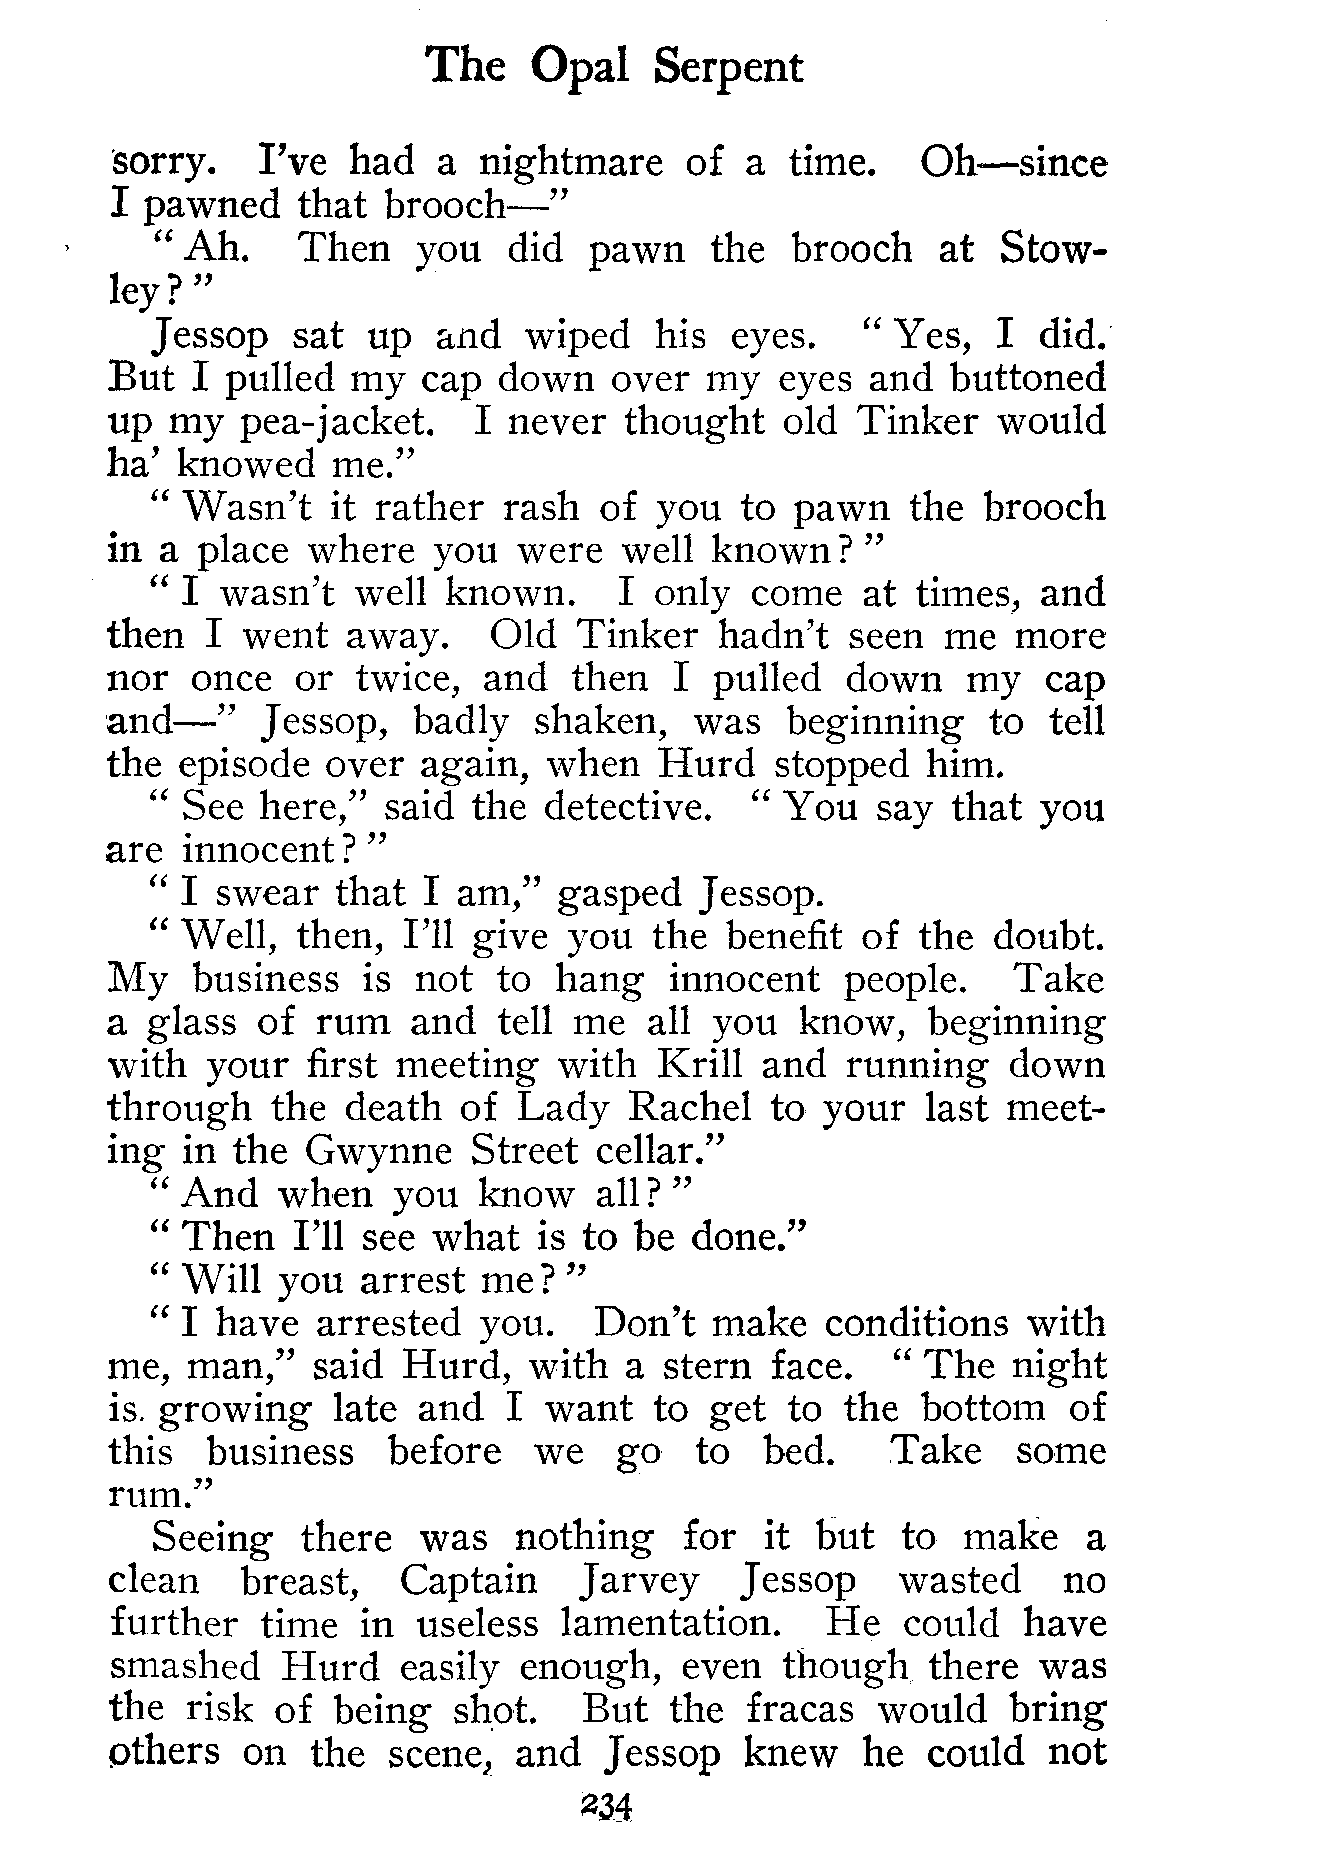 The Opal Serpent
sorry. I've had a nightmare of a time. Oh—since
I pawned that brooch—”
“ Ah. Then you did pawn the brooch at Stow-
ley? ”
Jessop sat up and wiped his eyes. “ Yes, I did.
But I pulled my cap down over my eyes and buttoned
up my pea-jacket. I never thought old Tinker would
ha’ knowed me.”
“ Wasn’t it rather rash of you to pawn the brooch
in a place where you were well known? ”
“ I wasn’t well known. I only come at times, and
then I went away. Old Tinker hadn’t seen me more
nor once or twice, and then I pulled down my cap
and—” Jessop, badly shaken, was beginning to tell
the episode over again, when Hurd stopped him.
“ See here,” said the detective. “ You say that you
are innocent? ”
“ I swear that I am,” gasped Jessop.
“ Well, then, I’ll give you the benefit of the doubt.
My business is not to hang innocent people. Take
a glass of rum and tell me all you know, beginning
with your first meeting with Krill and running down
through the death of Lady Rachel to your last meet-
ing in the Gwynne Street cellar.”
“ And when you know all? ”
“ Then I’ll see what is to be done.”
“ Will you arrest me? ”
“ I have arrested you. Don’t make conditions with
me, man,” said Hurd, with a stern face. “ The night
is. growing late and I want to get to the bottom of
this business before we go to bed. Take some
rum.”
Seeing there was nothing for it but to make a
clean breast, Captain Jarvey Jessop wasted no
further time in useless lamentation. He could have
smashed Hurd easily enough, even though there was
the risk of being shot. But the fracas would bring
others on the scene, and Jessop knew he could not
234